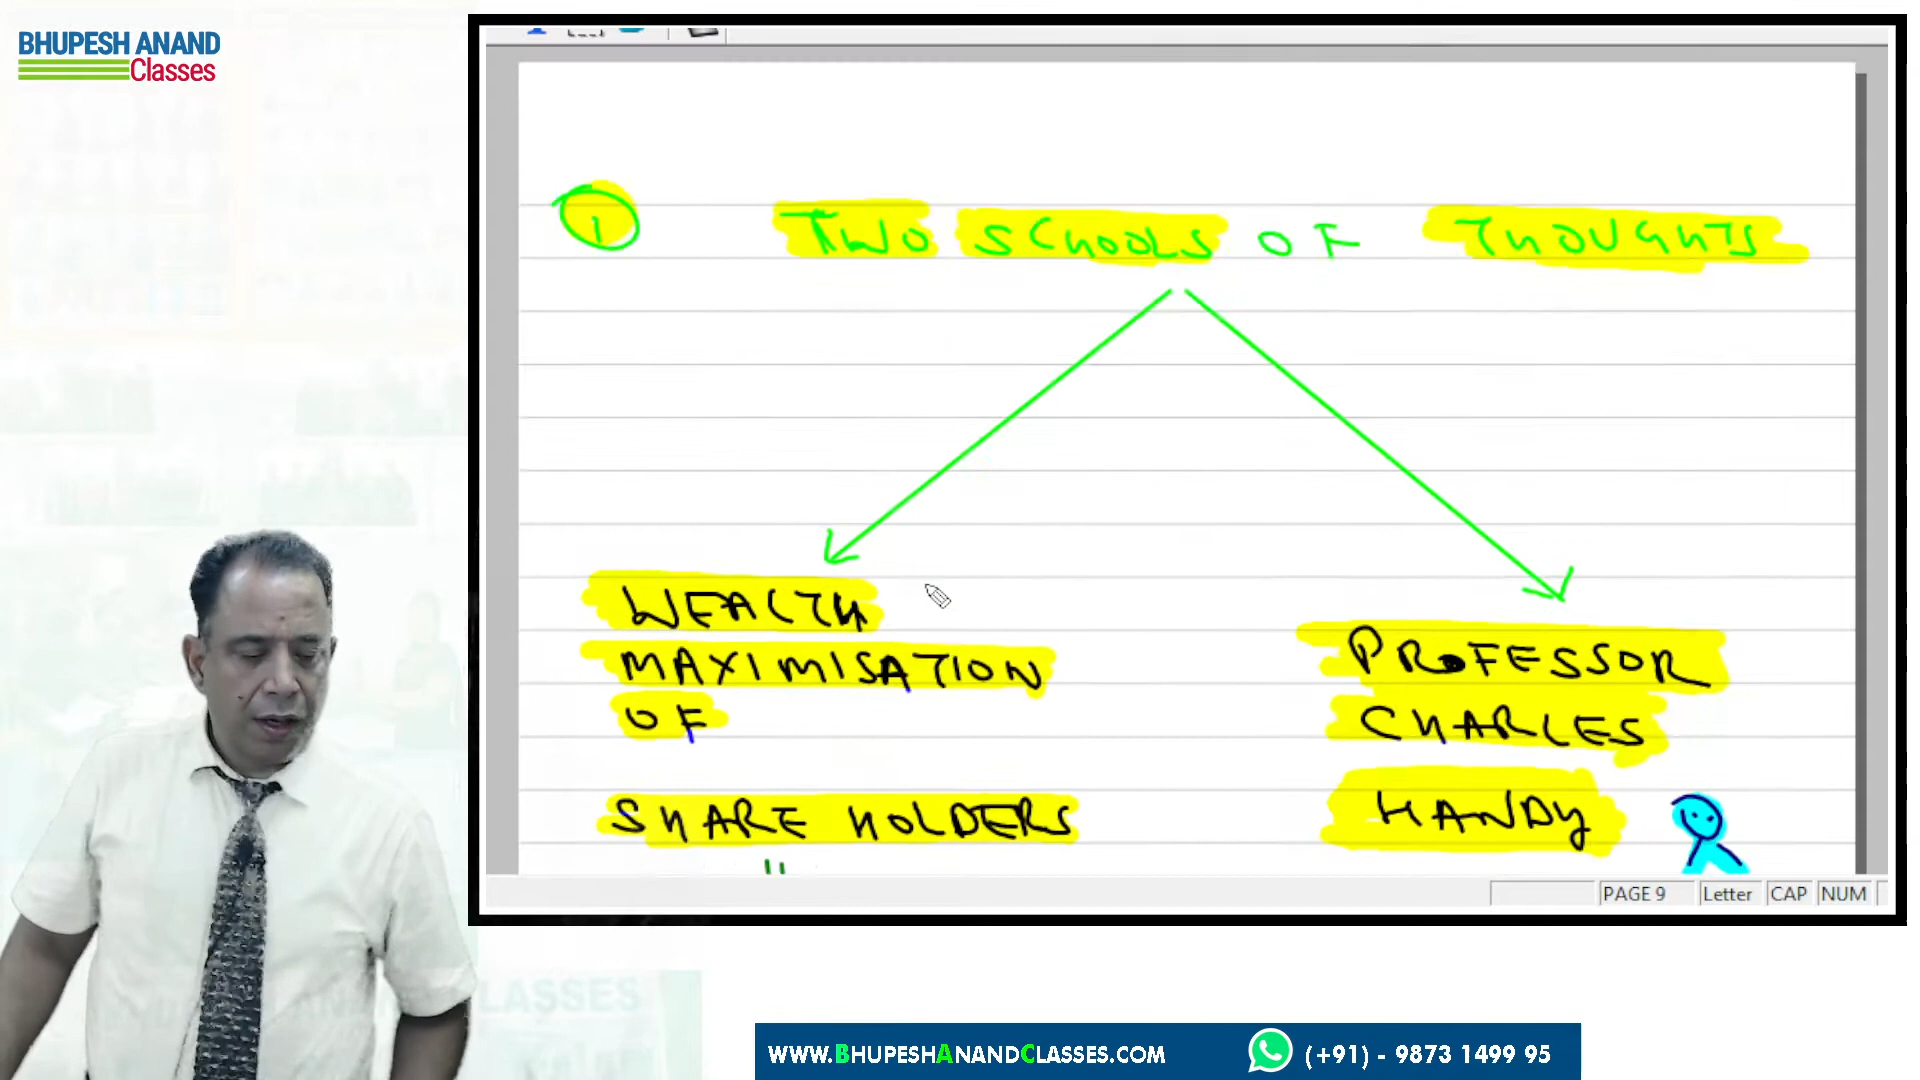 BHUPESH ANAND
Classes
1 TWO SCHOOLS OF THOUGHTS
WEALTH
MAXIMISATION
OF
SHARE HOLDERS
PROFESSOR
CHARLES
HANDY
PAGE 9 Letter CAP NUM
LASSES
WWW.BHUPESHANANDCLASSES.COM (+91) - 9873 1499 95